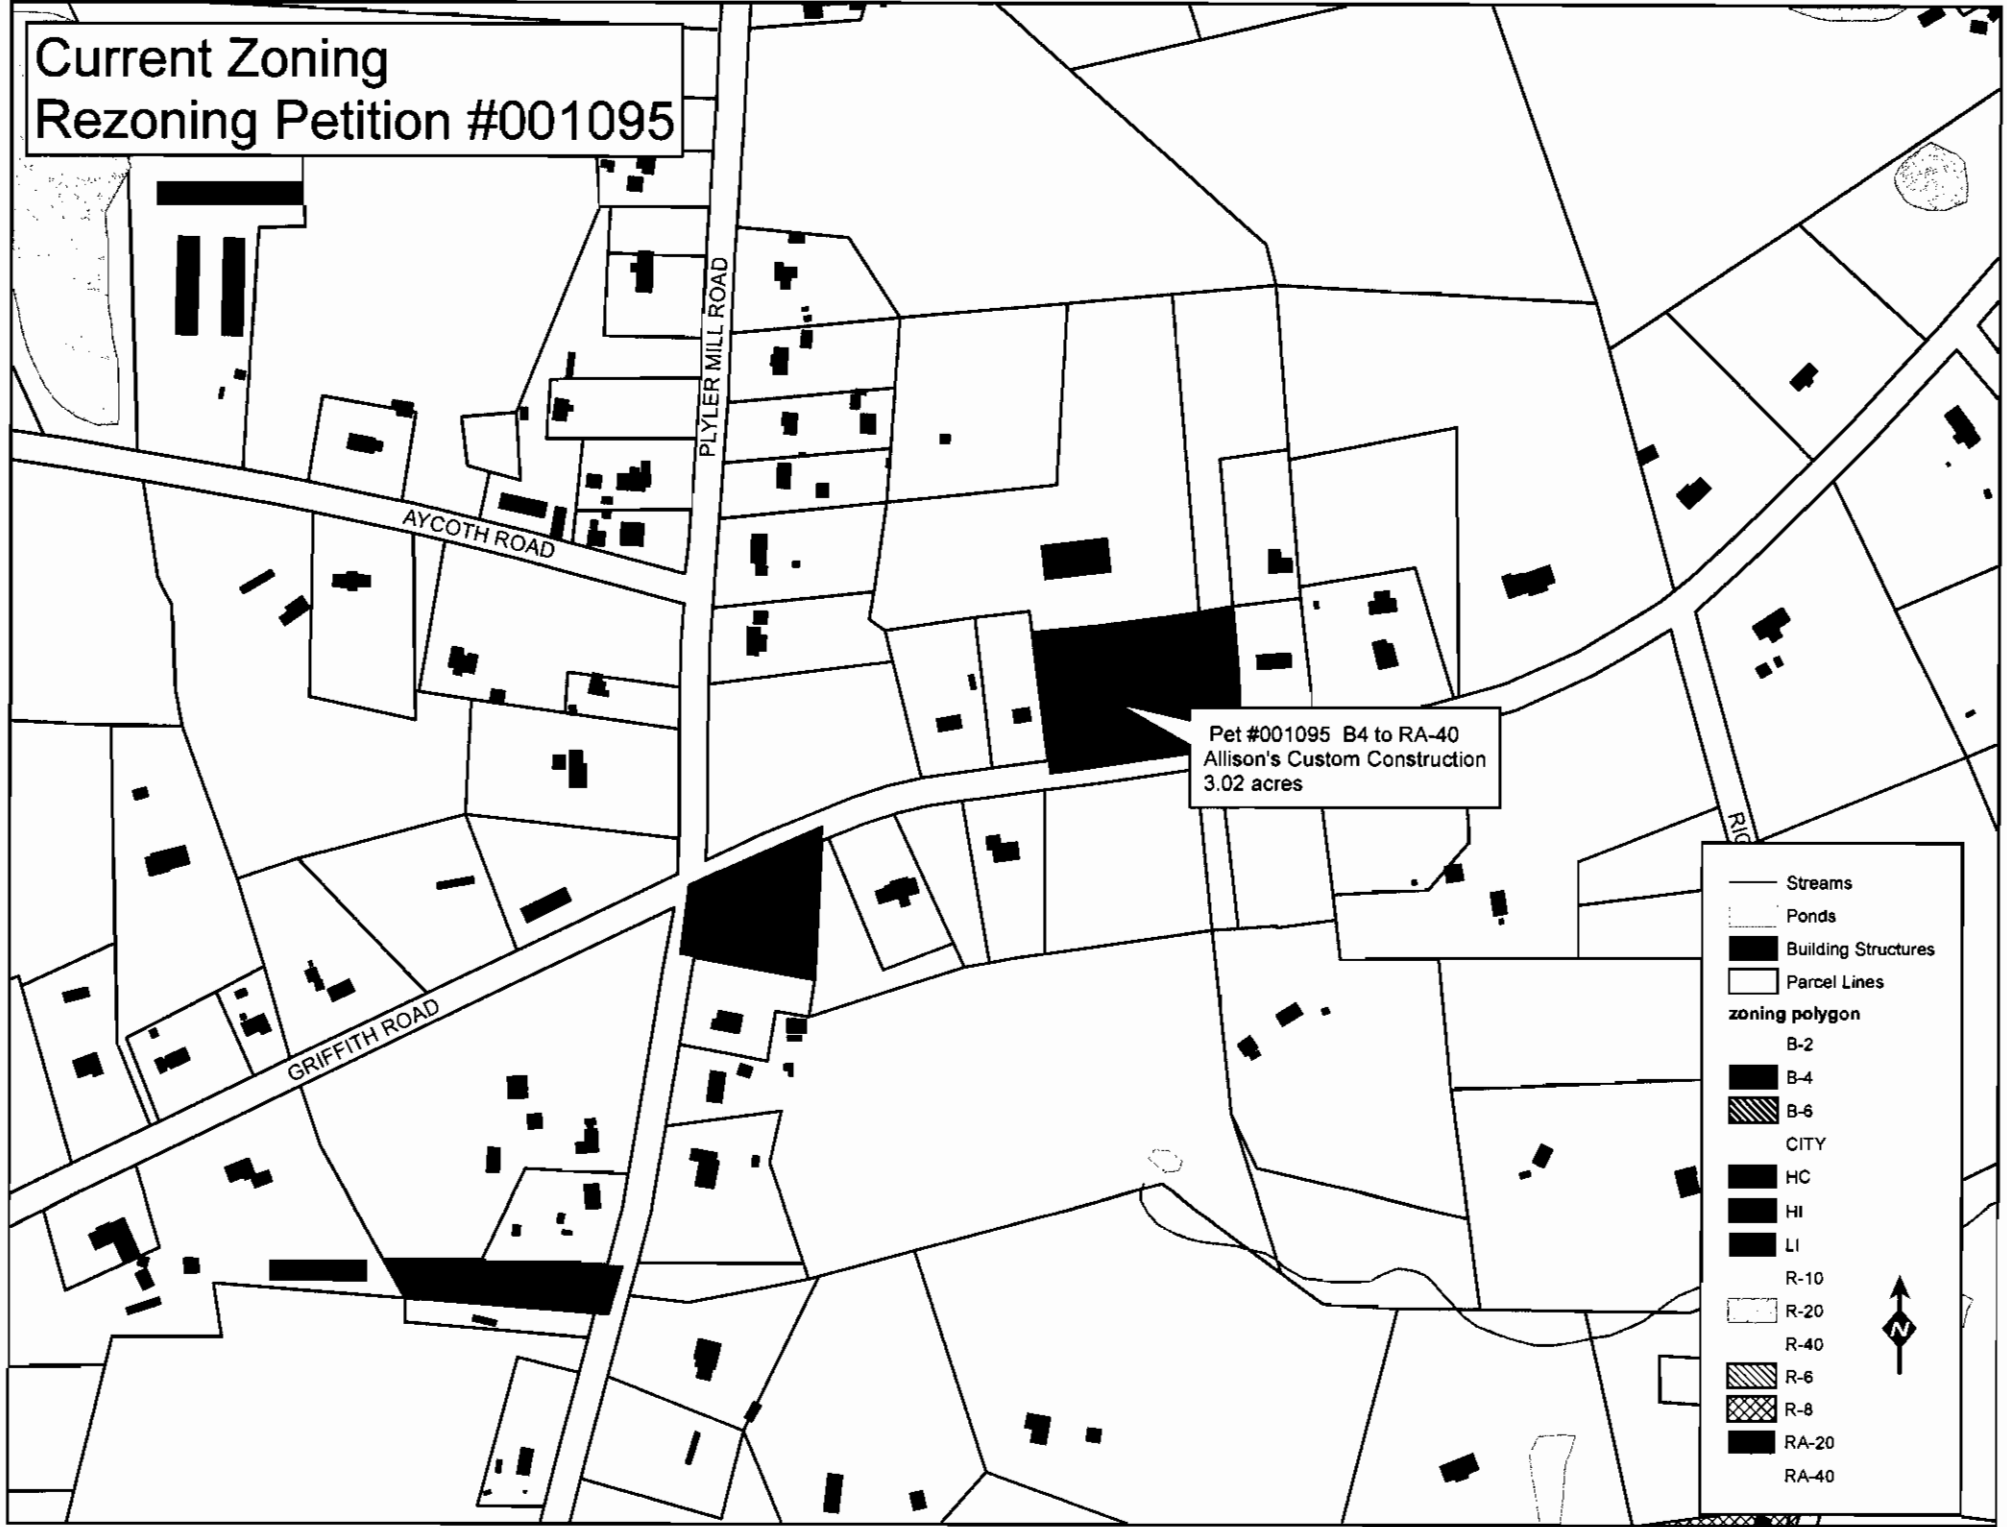 Current Zoning
Rezoning Petition #001095
PLYLER MILL ROAD
AYCOTH ROAD
Pet #001095 B4 to RA-40
Allison's Custom Construction
3.02 acres
GRIFFITH ROAD
Streams
Ponds
Building Structures
Parcel Lines
zoning polygon
B-2
B-4
B-6
CITY
HC
HI
LI
R-10
R-20
R-40
R-6
R-8
RA-20
RA-40
N